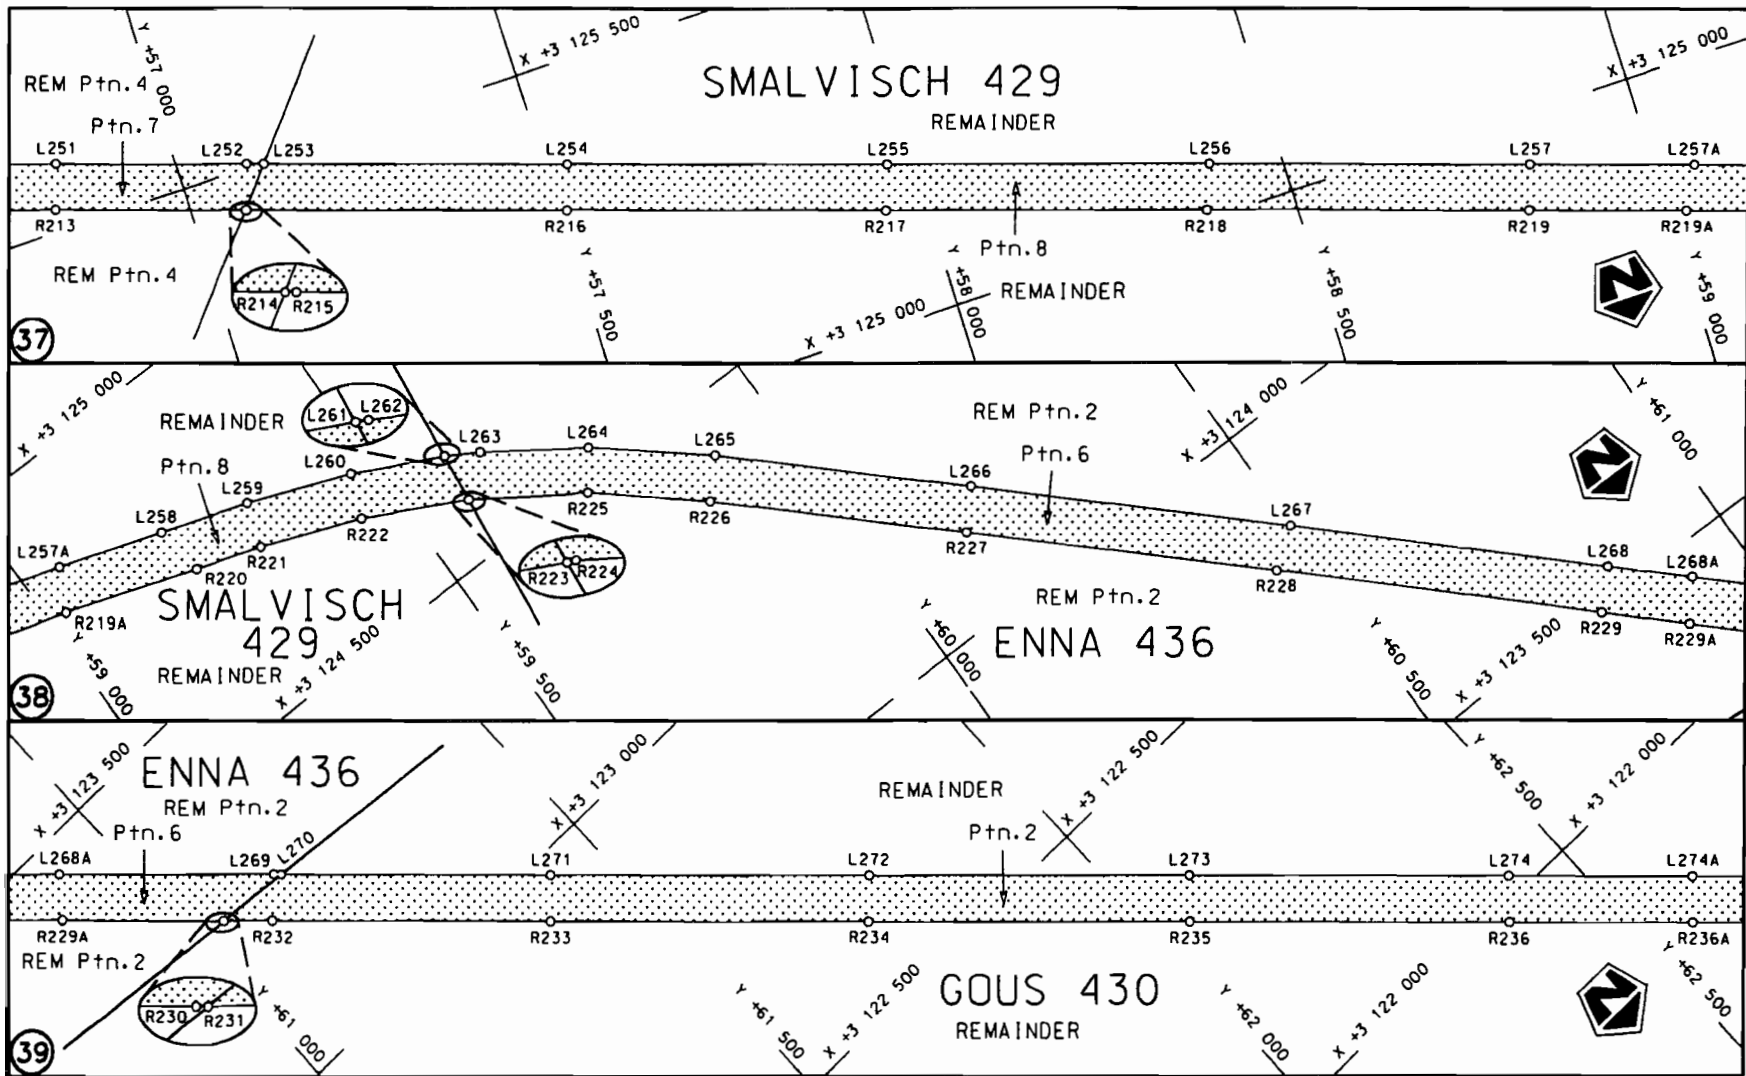 Y +57 000
X +3 125 500
X +3 125 000
REM Ptn.4
SMALVISCH 429
REMAINDER
Ptn.7
L251
L252
L253
L254
L255
L256
L257
L257A
R213
R216
R217
R218
R219
R219A
REM Ptn.4
R214
R215
Y +57 500
Y +58 000
Ptn.8
REMAINDER
X +3 125 000
Y +58 500
Y +59 000
37
X +3 125 000
REMAINDER
L261
L262
REM Ptn.2
X +3 124 000
Y +61 000
Ptn.8
L260
L263
L264
L265
Ptn.6
L259
L258
L257A
L266
L267
L268
L268A
R219A
R220
R221
R222
R223
R224
R225
R226
R227
R228
R229
R229A
SMALVISCH
429
REMAINDER
Y +59 000
X +3 124 500
Y +59 500
Y +60 000
ENNA 436
REM Ptn.2
Y +60 500
X +3 123 500
38
X +3 123 500
ENNA 436
REM Ptn.2
X +3 123 000
REMAINDER
X +3 122 500
Y +62 500
X +3 122 000
Ptn.6
Ptn.2
L268A
L269
L270
L271
L272
L273
L274
L274A
R229A
R232
R233
R234
R235
R236
R236A
REM Ptn.2
R230
R231
Y +61 000
Y +61 500
X +3 122 500
GOUS 430
REMAINDER
Y +62 000
X +3 122 000
Y +62 500
39